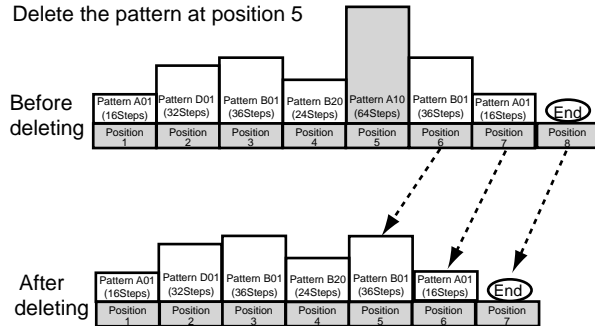 Delete the pattern at position 5
Before
deleting
Pattern A01
(16Steps)
Pattern D01
(32Steps)
Pattern B01
(36Steps)
Pattern B20
(24Steps)
Pattern A10
(64Steps)
Pattern B01
(36Steps)
Pattern A01
(16Steps)
End
Position
1
Position
2
Position
3
Position
4
Position
5
Position
6
Position
7
Position
8
After
deleting
Pattern A01
(16Steps)
Pattern D01
(32Steps)
Pattern B01
(36Steps)
Pattern B20
(24Steps)
Pattern B01
(36Steps)
Pattern A01
(16Steps)
End
Position
1
Position
2
Position
3
Position
4
Position
5
Position
6
Position
7